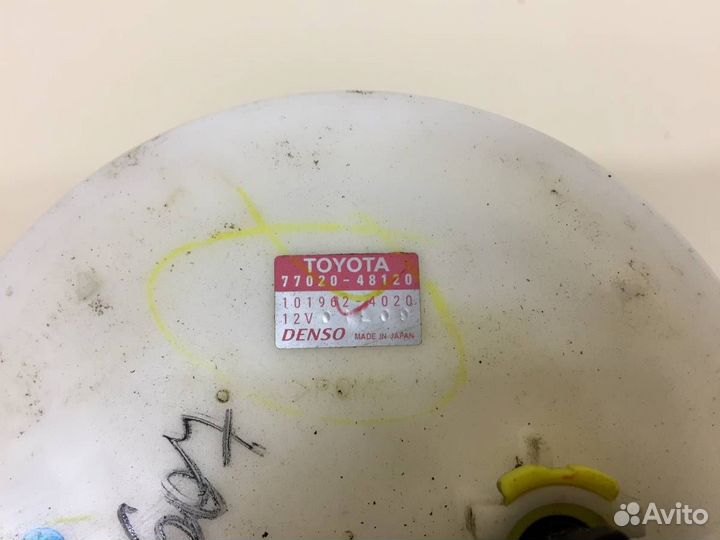 TOYOTA
77020-48120
101962-4020
12V
DENSO MADE IN JAPAN
Avito